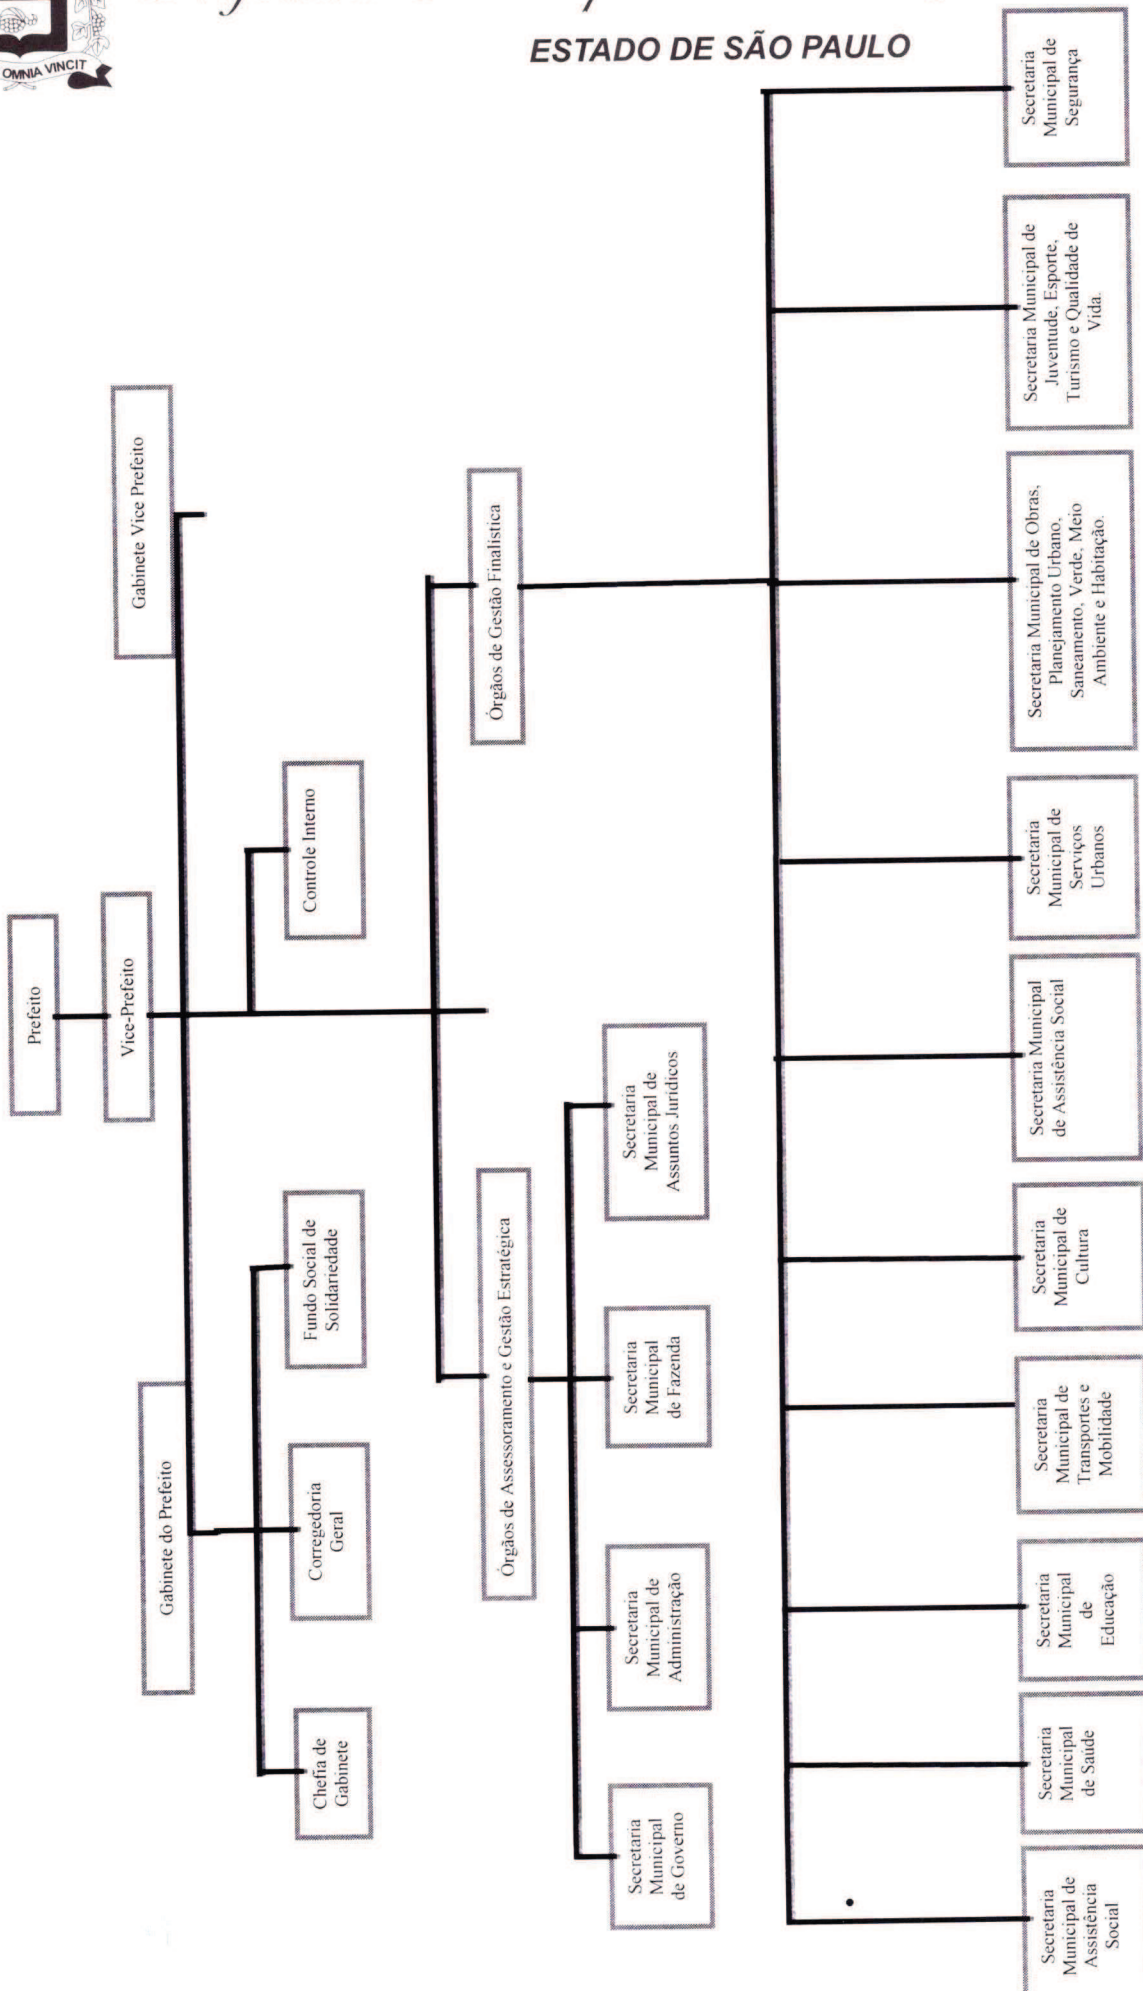 OMNIA VINCIT
ESTADO DE SÃO PAULO
Prefeito
Vice-Prefeito
Gabinete do Prefeito
Gabinete Vice Prefeito
Chefia de
Gabinete
Corregedoria
Geral
Fundo Social de
Solidariedade
Controle Interno
Órgãos de Assessoramento e Gestão Estratégica
Órgãos de Gestão Finalística
Secretaria
Municipal
de Governo
Secretaria
Municipal de
Administração
Secretaria
Municipal
de Fazenda
Secretaria
Municipal de
Assuntos Jurídicos
Secretaria
Municipal de
Assistência
Social
Secretaria
Municipal
de Saúde
Secretaria
Municipal
de
Educação
Secretaria
Municipal de
Transportes e
Mobilidade
Secretaria
Municipal de
Cultura
Secretaria Municipal
de Assistência Social
Secretaria
Municipal de
Serviços
Urbanos
Secretaria Municipal de Obras,
Planejamento Urbano,
Saneamento, Verde, Meio
Ambiente e Habitação.
Secretaria Municipal de
Juventude, Esporte,
Turismo e Qualidade de
Vida.
Secretaria
Municipal de
Segurança